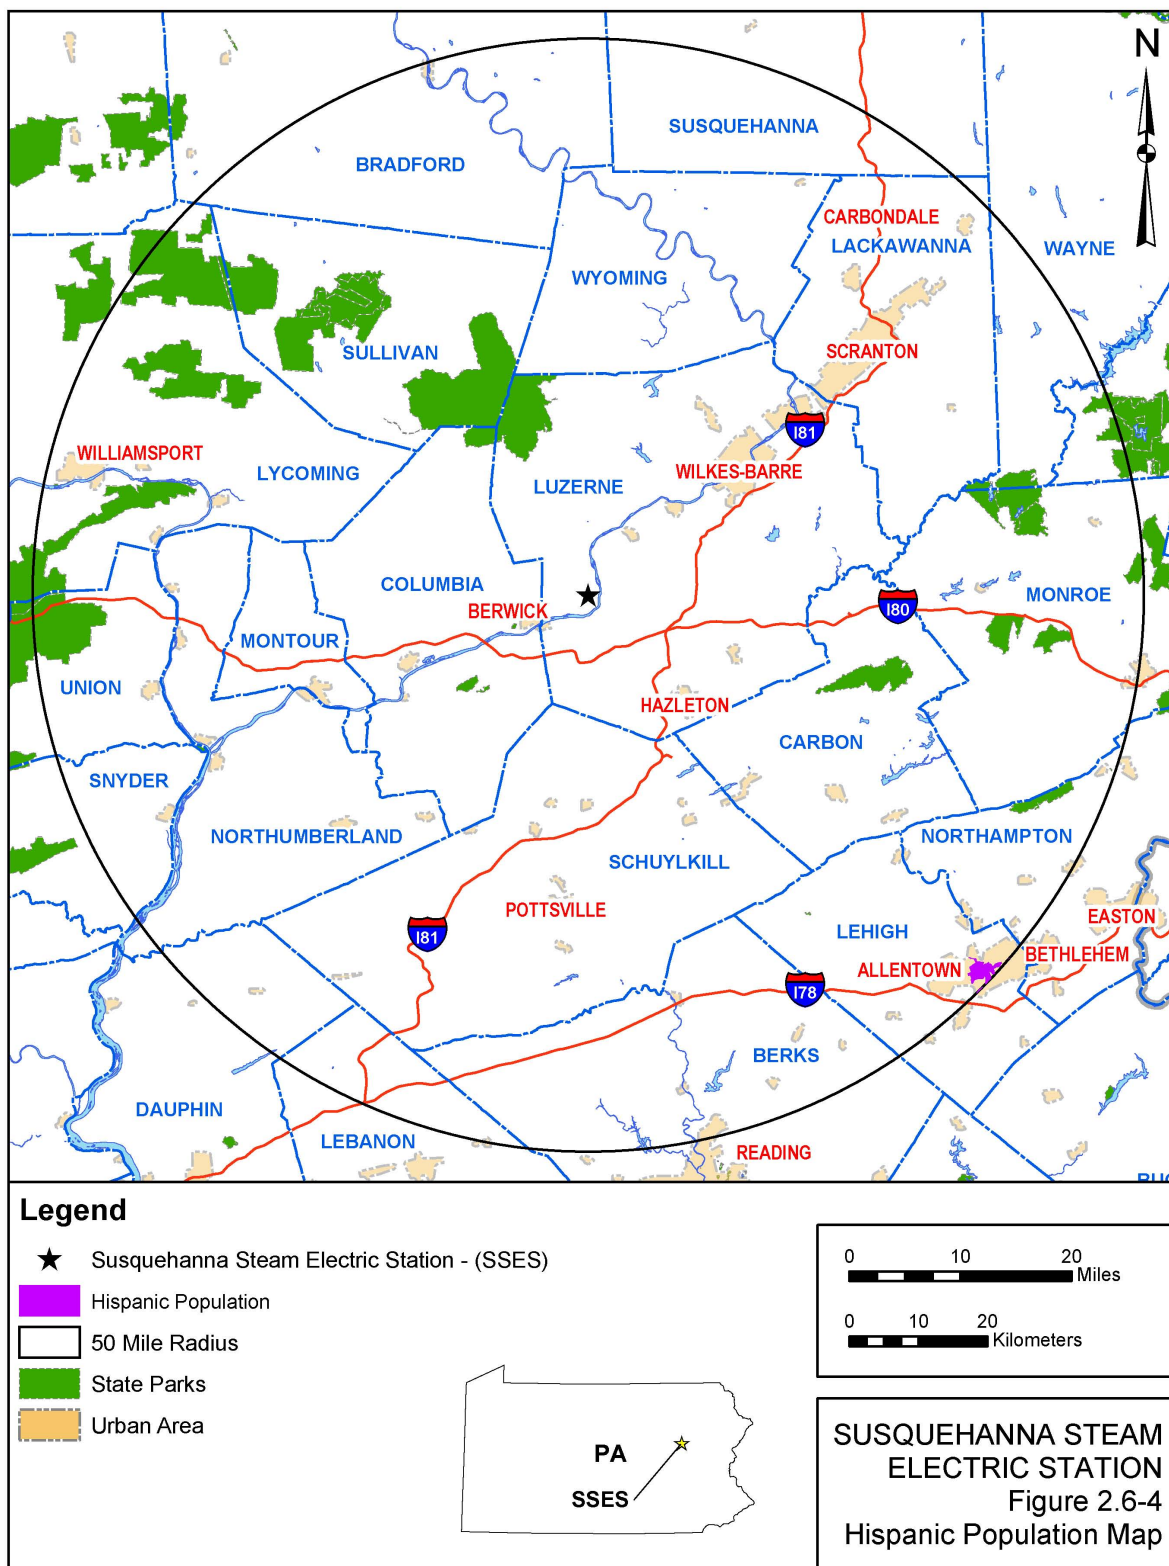 N
SUSQUEHANNA
BRADFORD
CARBONDALE
LACKAWANNA
WAYNE
WYOMING
SCRANTON
SULLIVAN
I81
WILLIAMSPORT
LYCOMING
WILKES-BARRE
LUZERNE
COLUMBIA
BERWICK
I80
MONROE
MONTOUR
UNION
HAZLETON
CARBON
SNYDER
NORTHUMBERLAND
NORTHAMPTON
SCHUYLKILL
POTTSVILLE
EASTON
I81
LEHIGH
BETHLEHEM
ALLENTOWN
I78
BERKS
DAUPHIN
LEBANON
READING
BUC
Legend
Susquehanna Steam Electric Station - (SSES)
Hispanic Population
50 Mile Radius
State Parks
Urban Area
PA
SSES
0 10 20
Miles
0 10 20
Kilometers
SUSQUEHANNA STEAM
ELECTRIC STATION
Figure 2.6-4
Hispanic Population Map